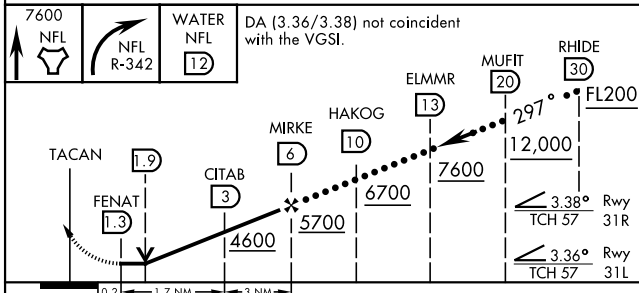 7600
NFL
NFL
R-342
WATER
NFL
12
DA (3.36/3.38) not coincident
with the VGSI.
RHIDE
30
MUFIT
20
ELMMR
13
HAKOG
10
MIRKE
6
CITAB
3
1.9
FENAT
1.3
TACAN
297°
FL200
12,000
7600
6700
5700
4600
3.38° Rwy
TCH 57 31R
3.36° Rwy
TCH 57 31L
0.2
1.7 NM
3 NM